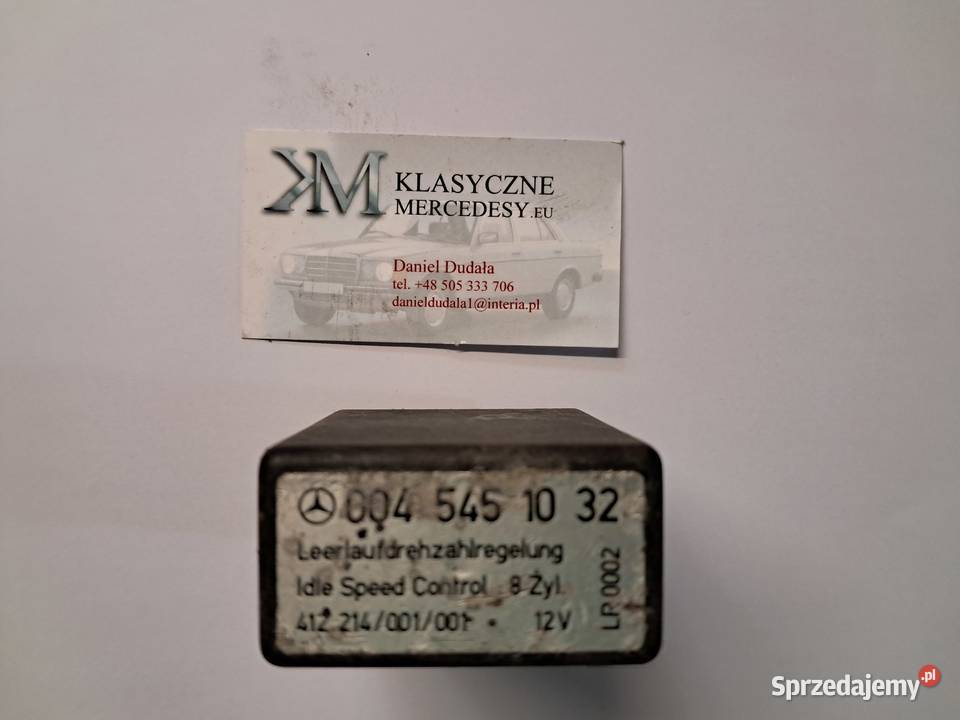 KM KLASYCZNE
MERCEDESY.EU
Daniel Dudała
tel. +48 505 333 706
danieldudala1@interia.pl
004 545 10 32
Leerlaufdrehzahlregelung
Idle Speed Control 8 Zyl.
412 214/001/001 12V
LP 0002
Sprzedajemy.pl